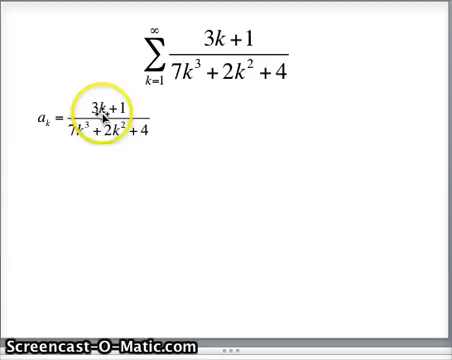 ∞
∑
k=1
3k+1
7k³+2k²+4
aₖ = 3k+1
7k³+2k²+4
Screencast-O-Matic.com